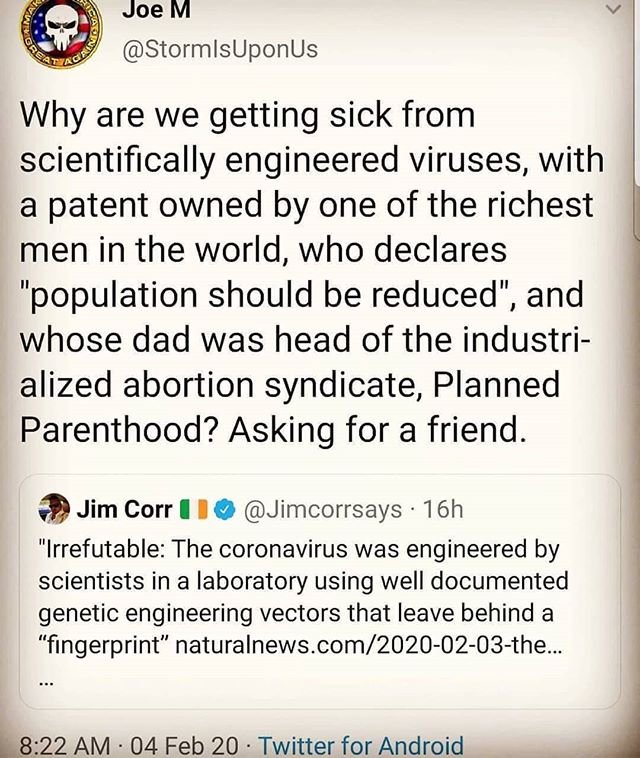 Joe M
@StormIsUponUs
Why are we getting sick from
scientifically engineered viruses, with
a patent owned by one of the richest
men in the world, who declares
"population should be reduced", and
whose dad was head of the industri-
alized abortion syndicate, Planned
Parenthood? Asking for a friend.
Jim Corr 🇮🇪 @Jimcorrsays · 16h
"Irrefutable: The coronavirus was engineered by
scientists in a laboratory using well documented
genetic engineering vectors that leave behind a
“fingerprint” naturalnews.com/2020-02-03-the...
...
8:22 AM · 04 Feb 20 · Twitter for Android